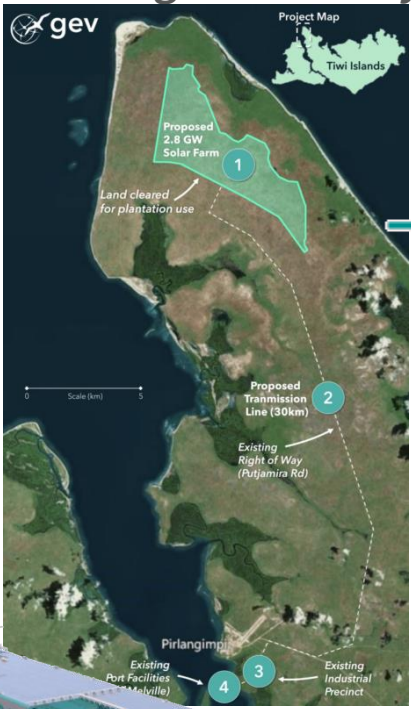 gev
Project Map
Tiwi Islands
Proposed
2.8 GW
Solar Farm
1
Land cleared
for plantation use
0
Scale (km)
5
Proposed
Tranmission
Line (30km)
2
Existing
Right of Way
(Putjamira Rd)
Pirlangimpi
Existing
Port Facilities
Melville)
4
3
Existing
Industrial
Precinct